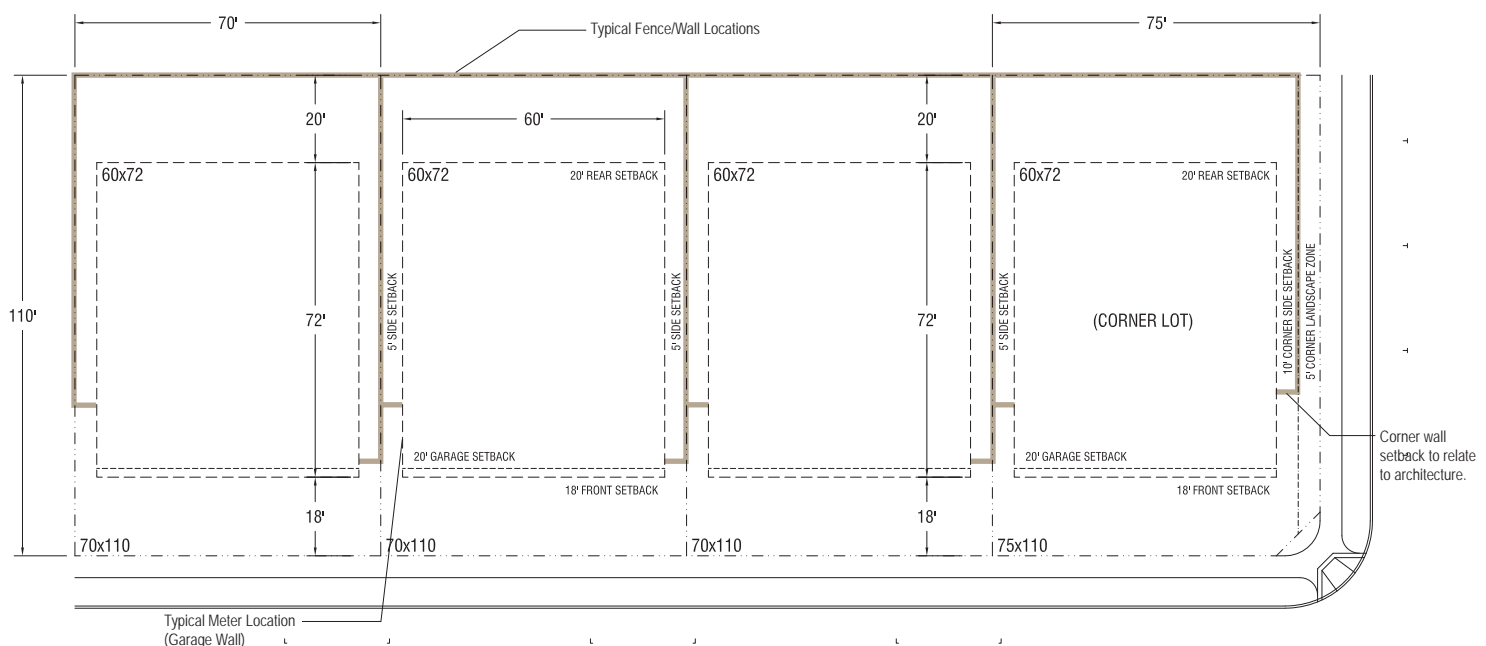 70'
Typical Fence/Wall Locations
75'
20'
60'
20'
60x72
60x72
20' REAR SETBACK
60x72
60x72
20' REAR SETBACK
110'
72'
5' SIDE SETBACK
5' SIDE SETBACK
72'
5' SIDE SETBACK
(CORNER LOT)
10' CORNER SIDE SETBACK
5' CORNER LANDSCAPE ZONE
Corner wall
setback to relate
to architecture.
20' GARAGE SETBACK
20' GARAGE SETBACK
18' FRONT SETBACK
18' FRONT SETBACK
18'
18'
70x110
70x110
70x110
75x110
Typical Meter Location
(Garage Wall)